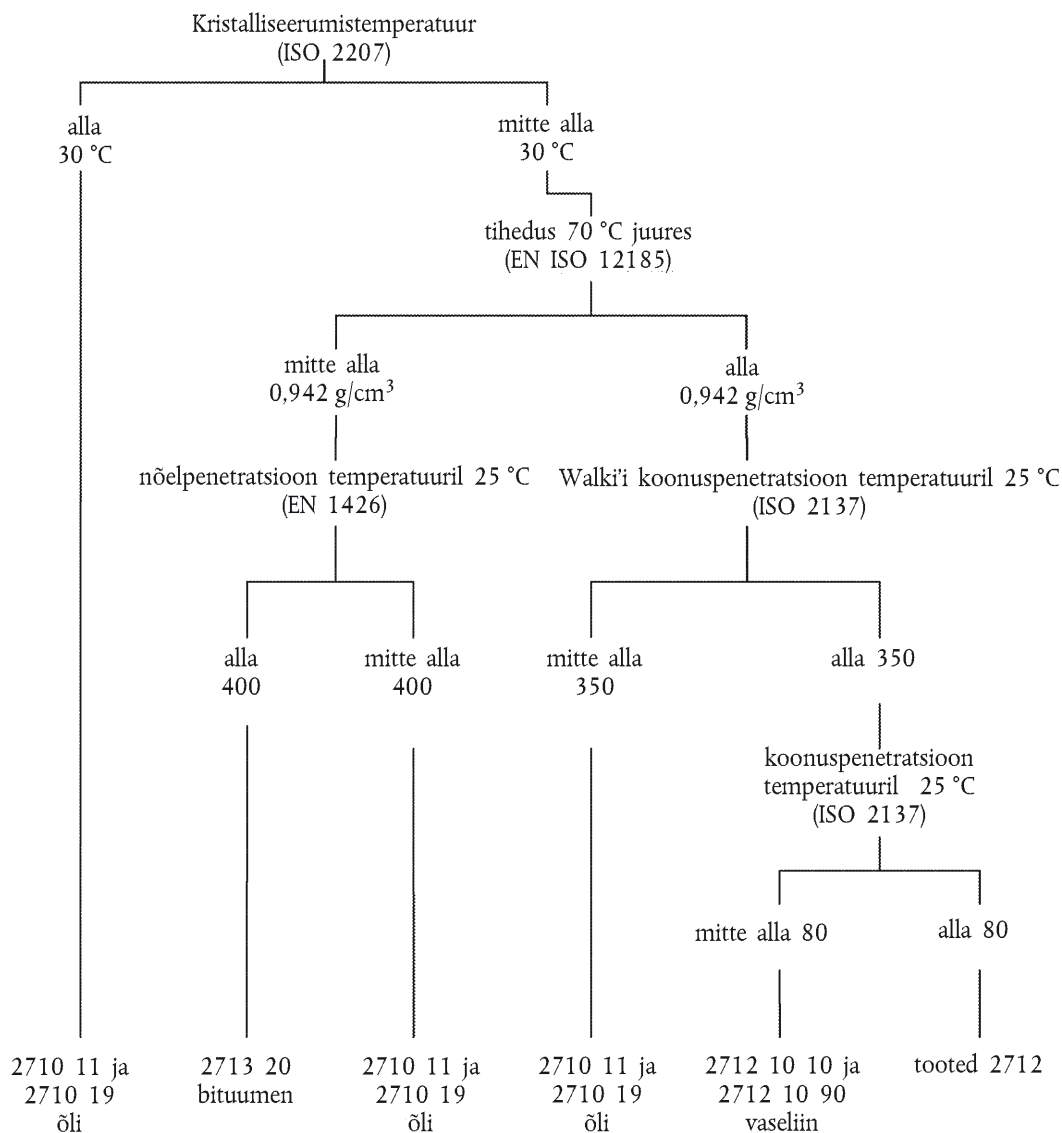 Kristalliseerumistemperatuur
(ISO 2207)
alla
30 °C
mitte alla
30 °C
tihedus 70 °C juures
(EN ISO 12185)
mitte alla
0,942 g/cm³
alla
0,942 g/cm³
nõelpenetratsioon temperatuuril 25 °C
(EN 1426)
Walki'i koonuspenetratsioon temperatuuril 25 °C
(ISO 2137)
alla
400
mitte alla
400
mitte alla
350
alla 350
koonuspenetratsioon
temperatuuril 25 °C
(ISO 2137)
mitte alla 80
alla 80
2710 11 ja
2710 19
õli
2713 20
bituumen
2710 11 ja
2710 19
õli
2710 11 ja
2710 19
õli
2712 10 10 ja
2712 10 90
vaseliin
tooted 2712